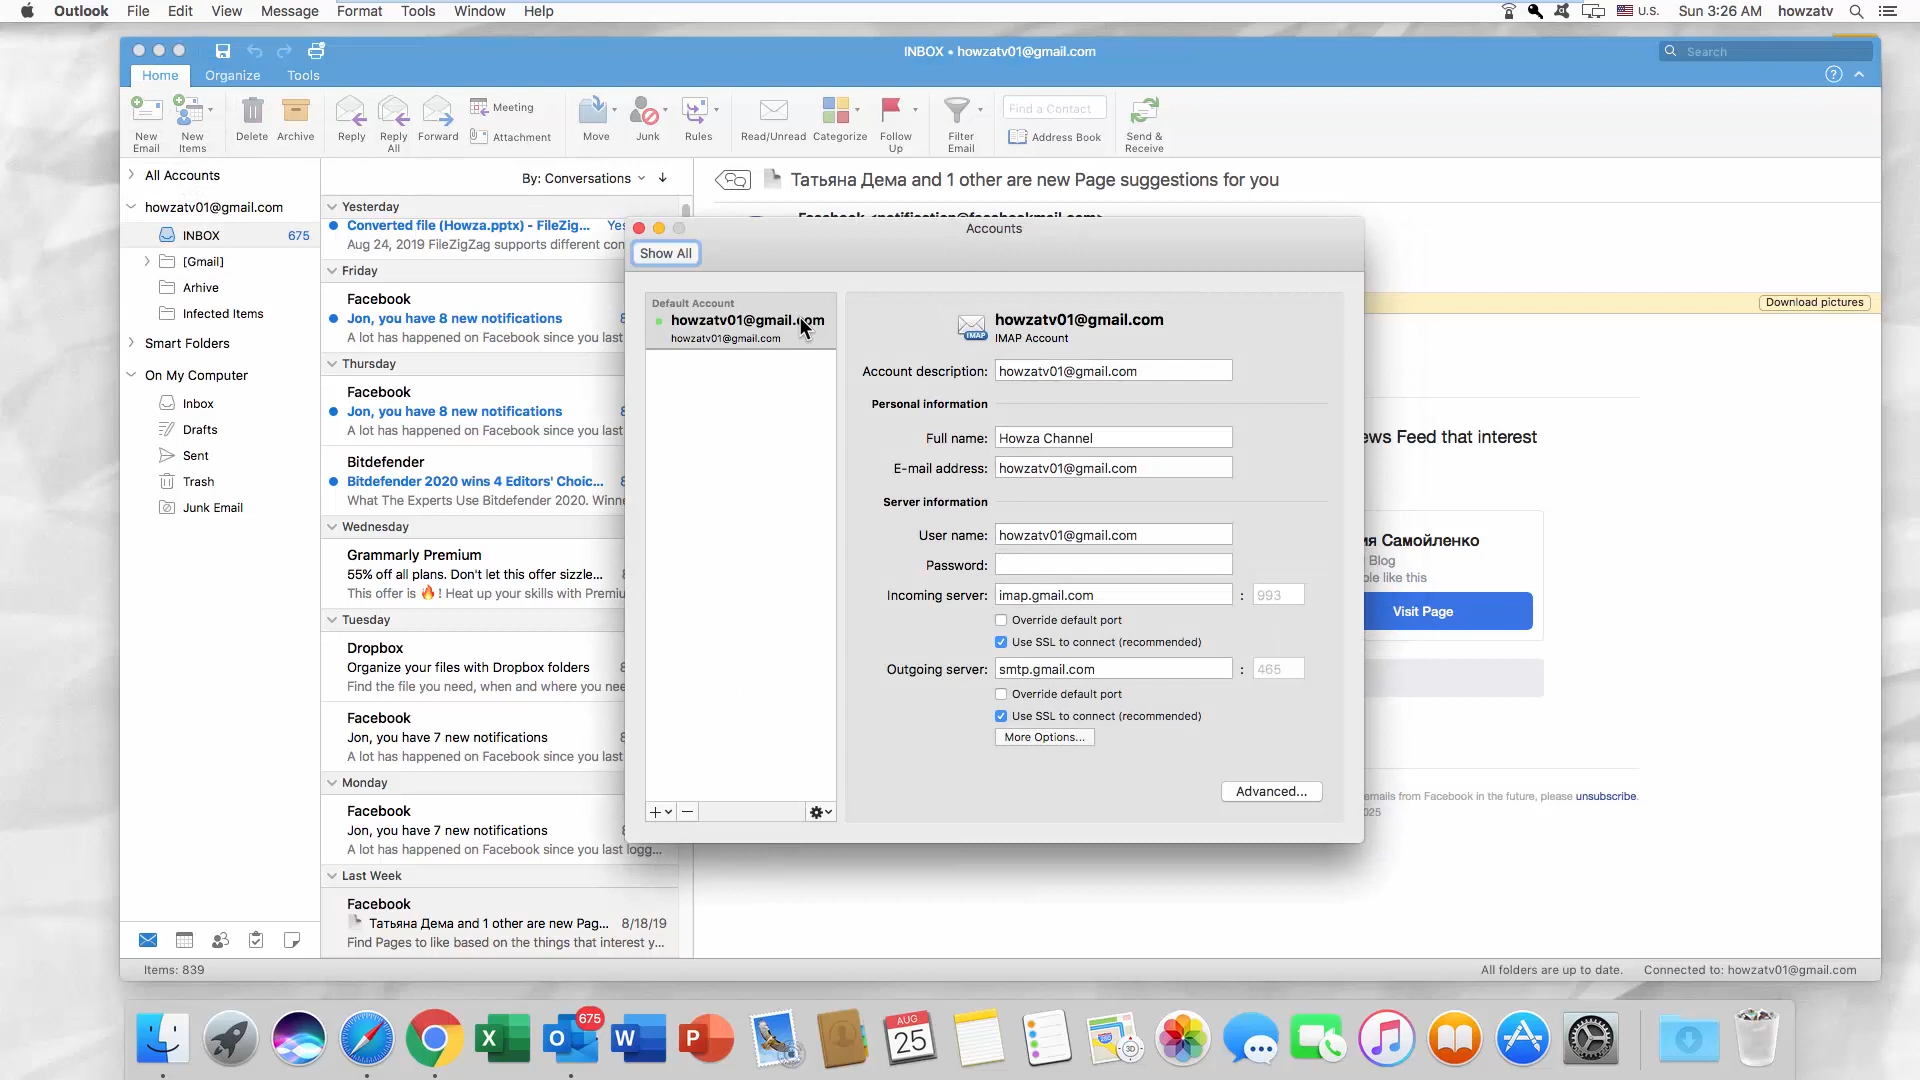 Outlook File Edit View Message Format Tools Window Help U.S. Sun 3:26 AM howzatv
INBOX • howzatv01@gmail.com
Search
Home Organize Tools
New Email
New Items
Delete
Archive
Reply
Reply All
Forward
Meeting
Attachment
Move
Junk
Rules
Read/Unread
Categorize
Follow Up
Filter Email
Find a Contact
Address Book
Send & Receive
All Accounts
howzatv01@gmail.com
INBOX 675
[Gmail]
Arhive
Infected Items
Smart Folders
On My Computer
Inbox
Drafts
Sent
Trash
Junk Email
Items: 839
By: Conversations
Yesterday
Converted file (Howza.pptx) - FileZig...
Aug 24, 2019 FileZigZag supports different
Friday
Facebook
Jon, you have 8 new notifications
A lot has happened on Facebook since you last
Thursday
Facebook
Jon, you have 8 new notifications
A lot has happened on Facebook since you last
Bitdefender
Bitdefender 2020 wins 4 Editors' Choic...
What The Experts Use Bitdefender 2020.
Wednesday
Grammarly Premium
55% off all plans. Don't let this offer sizzle...
This offer is 🔥! Heat up your skills with
Tuesday
Dropbox
Organize your files with Dropbox folders
Find the file you need, when and where you
Facebook
Jon, you have 7 new notifications
A lot has happened on Facebook since you last
Monday
Facebook
Jon, you have 7 new notifications
A lot has happened on Facebook since you last logg...
Last Week
Facebook
Татьяна Дема and 1 other are new Pag... 8/18/19
Find Pages to like based on the things that interest y...
Татьяна Дема and 1 other are new Page suggestions for you
Facebook <notification@facebookmail.com>
Download pictures
Feed that interest
Самойленко
Blog
like this
Visit Page
emails from Facebook in the future, please unsubscribe.
Accounts
Show All
Default Account
howzatv01@gmail.com
howzatv01@gmail.com
howzatv01@gmail.com
IMAP
IMAP Account
Account description: howzatv01@gmail.com
Personal information
Full name: Howza Channel
E-mail address: howzatv01@gmail.com
Server information
User name: howzatv01@gmail.com
Password:
Incoming server: imap.gmail.com : 993
Override default port
Use SSL to connect (recommended)
Outgoing server: smtp.gmail.com : 465
Override default port
Use SSL to connect (recommended)
More Options...
Advanced...
All folders are up to date. Connected to: howzatv01@gmail.com
675
AUG
25
3D